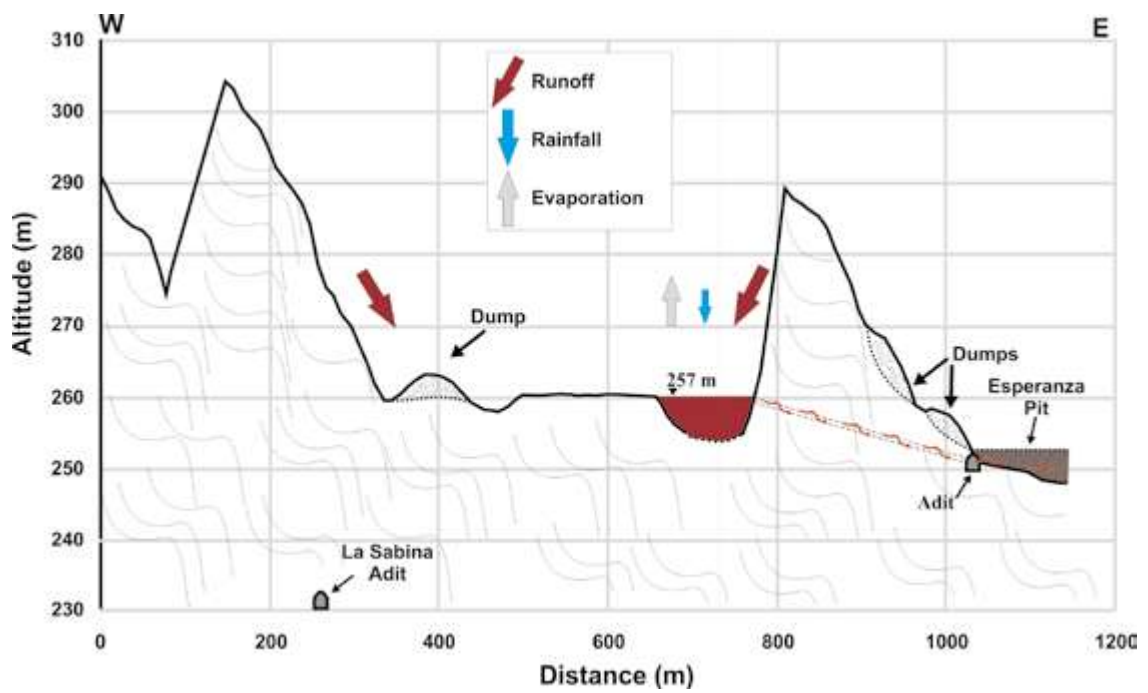 W
E
310
300
290
280
270
260
250
240
230
Altitude (m)
Runoff
Rainfall
Evaporation
Dump
257 m
Dumps
Esperanza
Pit
Adit
La Sabina
Adit
0
200
400
600
800
1000
1200
Distance (m)